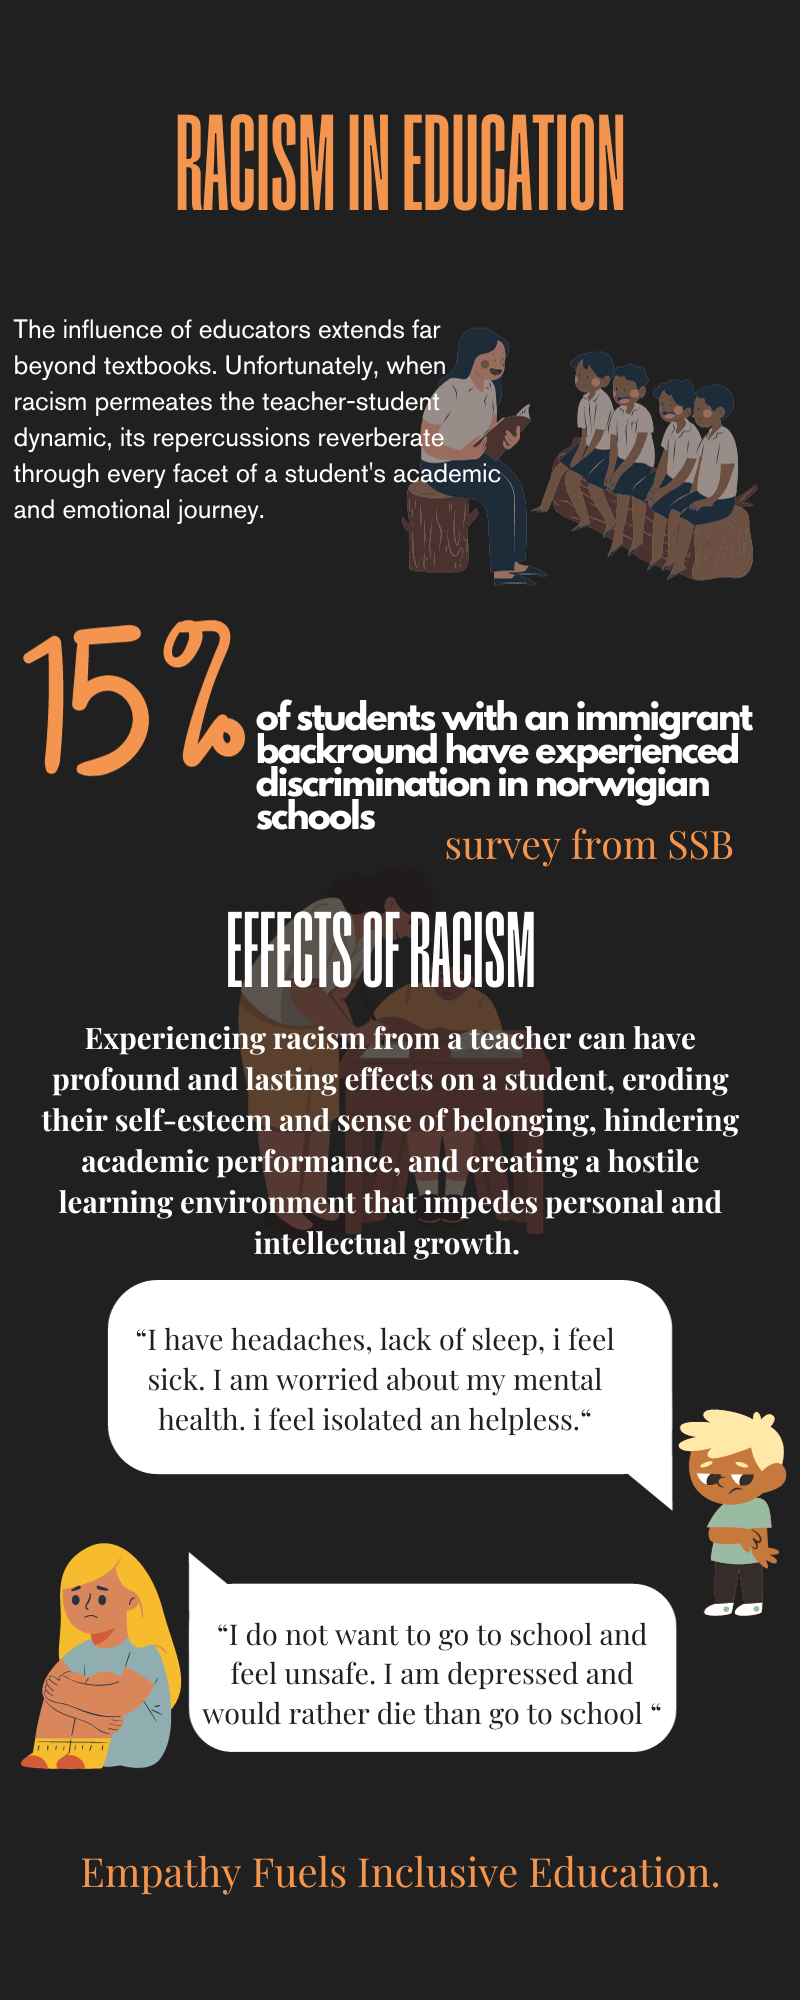 RACISM IN EDUCATION
The influence of educators extends far
beyond textbooks. Unfortunately, when
racism permeates the teacher-student
dynamic, its repercussions reverberate
through every facet of a student's academic
and emotional journey.
15%
of students with an immigrant
backround have experienced
discrimination in norwigian
schools
survey from SSB
EFFECTS OF RACISM
Experiencing racism from a teacher can have
profound and lasting effects on a student, eroding
their self-esteem and sense of belonging, hindering
academic performance, and creating a hostile
learning environment that impedes personal and
intellectual growth.
“I have headaches, lack of sleep, i feel
sick. I am worried about my mental
health. i feel isolated an helpless.“
“I do not want to go to school and
feel unsafe. I am depressed and
would rather die than go to school “
Empathy Fuels Inclusive Education.